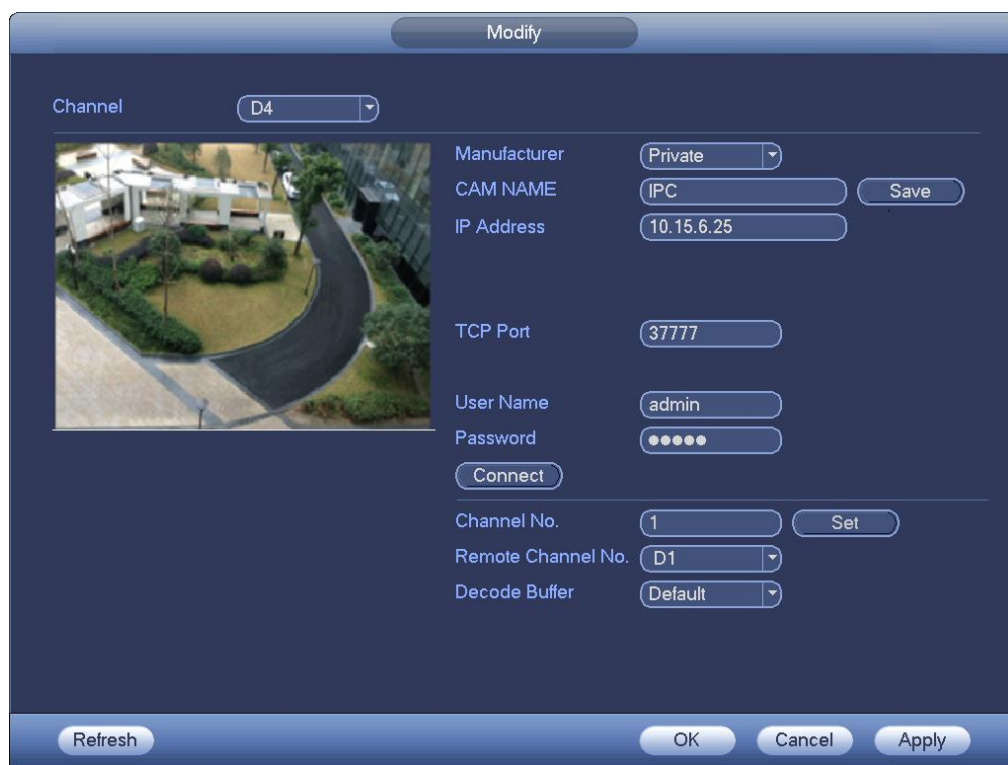 Modify
Channel D4
Manufacturer Private
CAM NAME IPC Save
IP Address 10.15.6.25
TCP Port 37777
User Name admin
Password ●●●●●
Connect
Channel No. 1 Set
Remote Channel No. D1
Decode Buffer Default
Refresh OK Cancel Apply